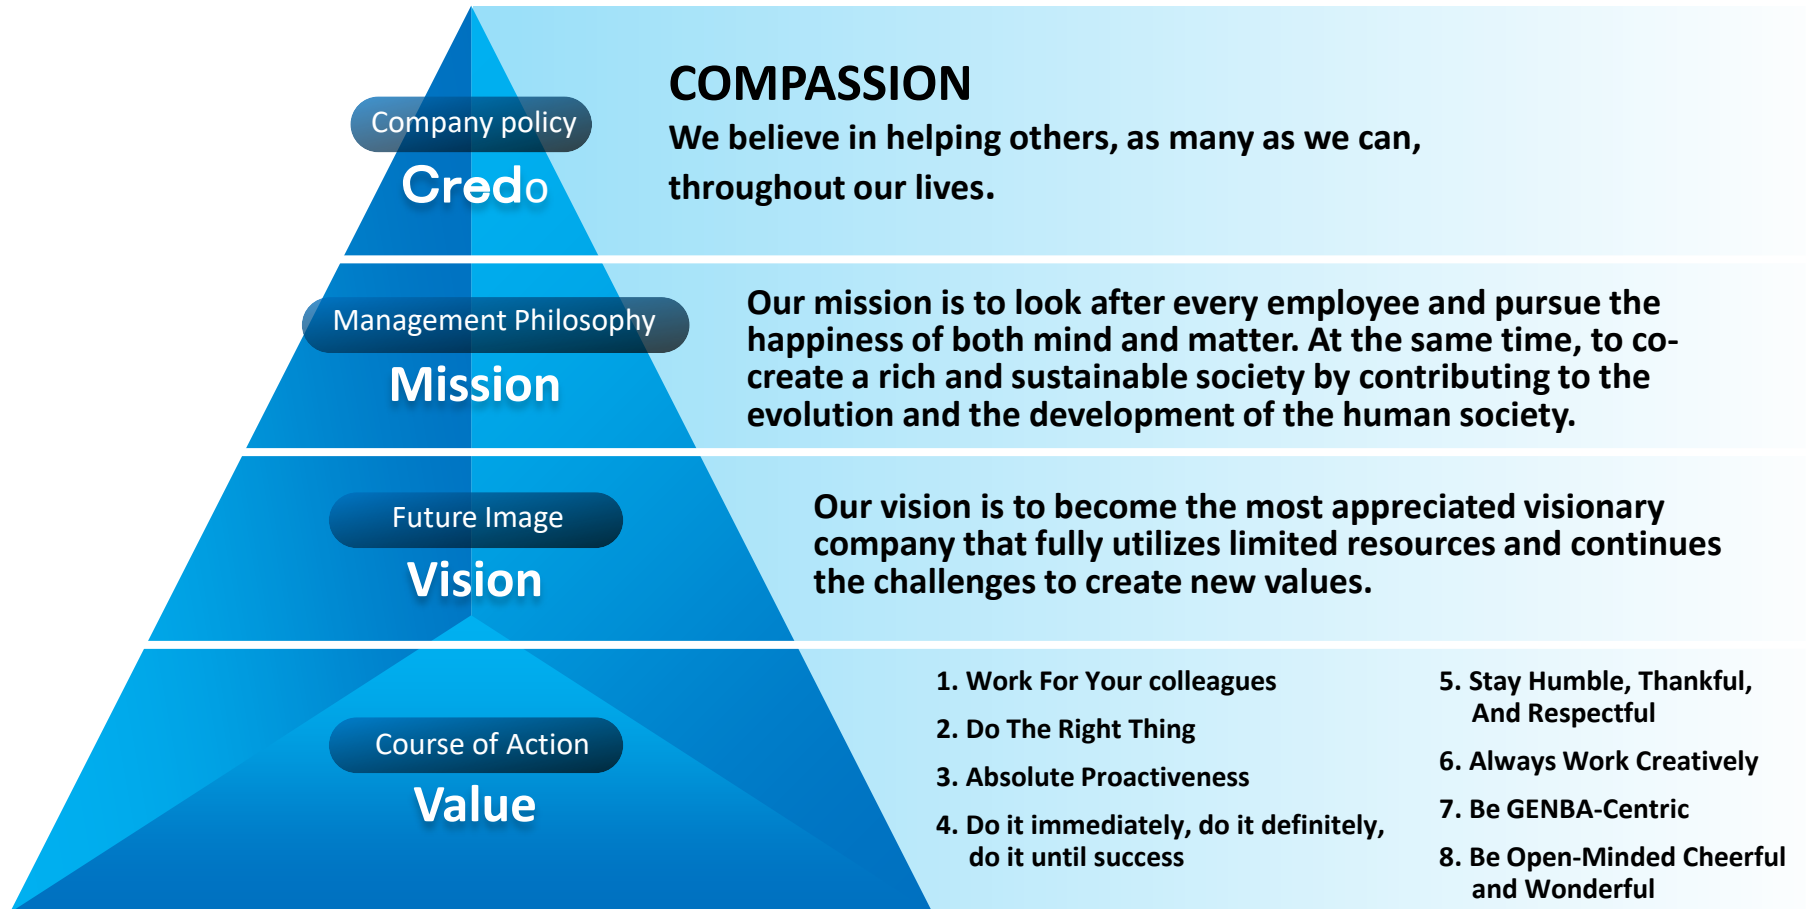 Company policy
Credo
COMPASSION
We believe in helping others, as many as we can,
throughout our lives.
Management Philosophy
Mission
Our mission is to look after every employee and pursue the
happiness of both mind and matter. At the same time, to co-
create a rich and sustainable society by contributing to the
evolution and the development of the human society.
Future Image
Vision
Our vision is to become the most appreciated visionary
company that fully utilizes limited resources and continues
the challenges to create new values.
Course of Action
Value
1. Work For Your colleagues
2. Do The Right Thing
3. Absolute Proactiveness
4. Do it immediately, do it definitely,
do it until success
5. Stay Humble, Thankful,
And Respectful
6. Always Work Creatively
7. Be GENBA-Centric
8. Be Open-Minded Cheerful
and Wonderful